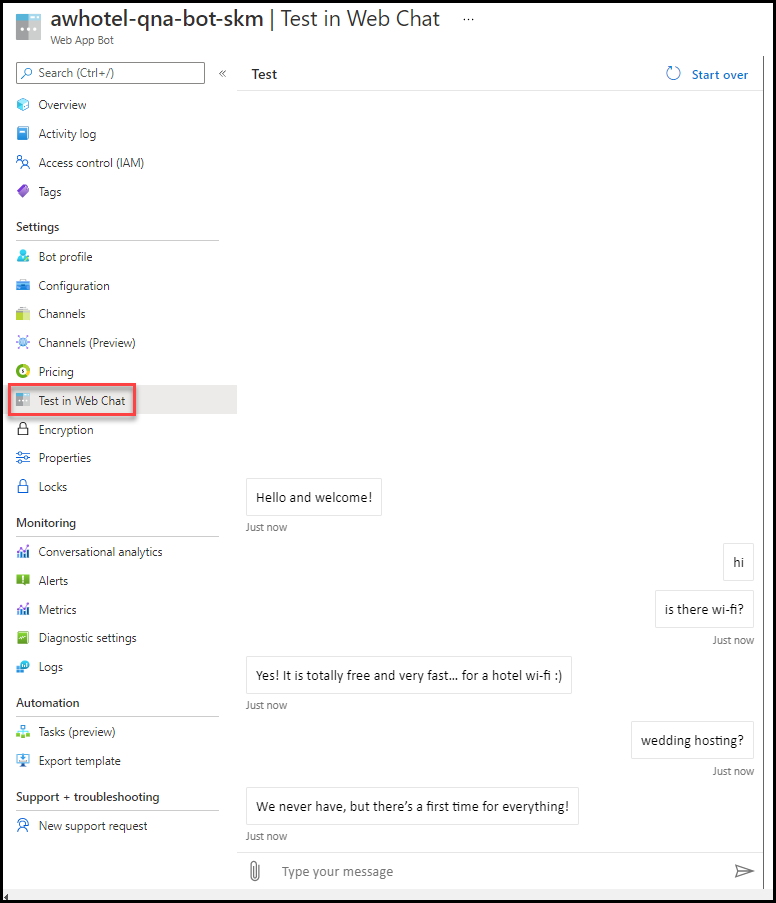 awhotel-qna-bot-skm | Test in Web Chat ...
Web App Bot
Search (Ctrl+/) «
Overview
Activity log
Access control (IAM)
Tags
Settings
Bot profile
Configuration
Channels
Channels (Preview)
Pricing
Test in Web Chat
Encryption
Properties
Locks
Monitoring
Conversational analytics
Alerts
Metrics
Diagnostic settings
Logs
Automation
Tasks (preview)
Export template
Support + troubleshooting
New support request
Test
Start over
Hello and welcome!
Just now
hi
is there wi-fi?
Just now
Yes! It is totally free and very fast... for a hotel wi-fi :)
Just now
wedding hosting?
Just now
We never have, but there's a first time for everything!
Just now
Type your message